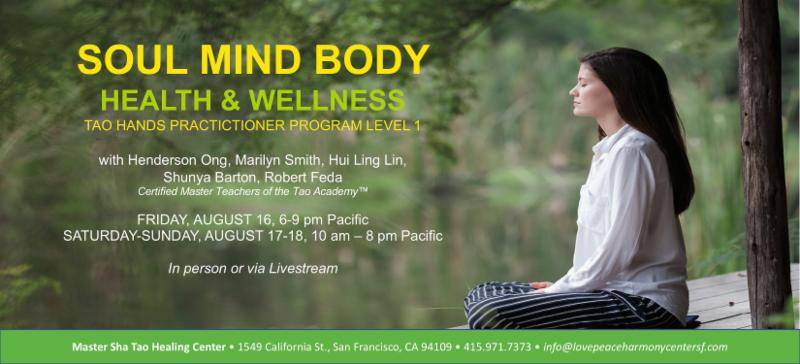 SOUL MIND BODY
HEALTH & WELLNESS
TAO HANDS PRACTICTIONER PROGRAM LEVEL 1
with Henderson Ong, Marilyn Smith, Hui Ling Lin,
Shunya Barton, Robert Feda
Certified Master Teachers of the Tao Academy™
FRIDAY, AUGUST 16, 6-9 pm Pacific
SATURDAY-SUNDAY, AUGUST 17-18, 10 am – 8 pm Pacific
In person or via Livestream
Master Sha Tao Healing Center • 1549 California St., San Francisco, CA 94109 • 415.971.7373 • info@lovepeaceharmonycentersf.com